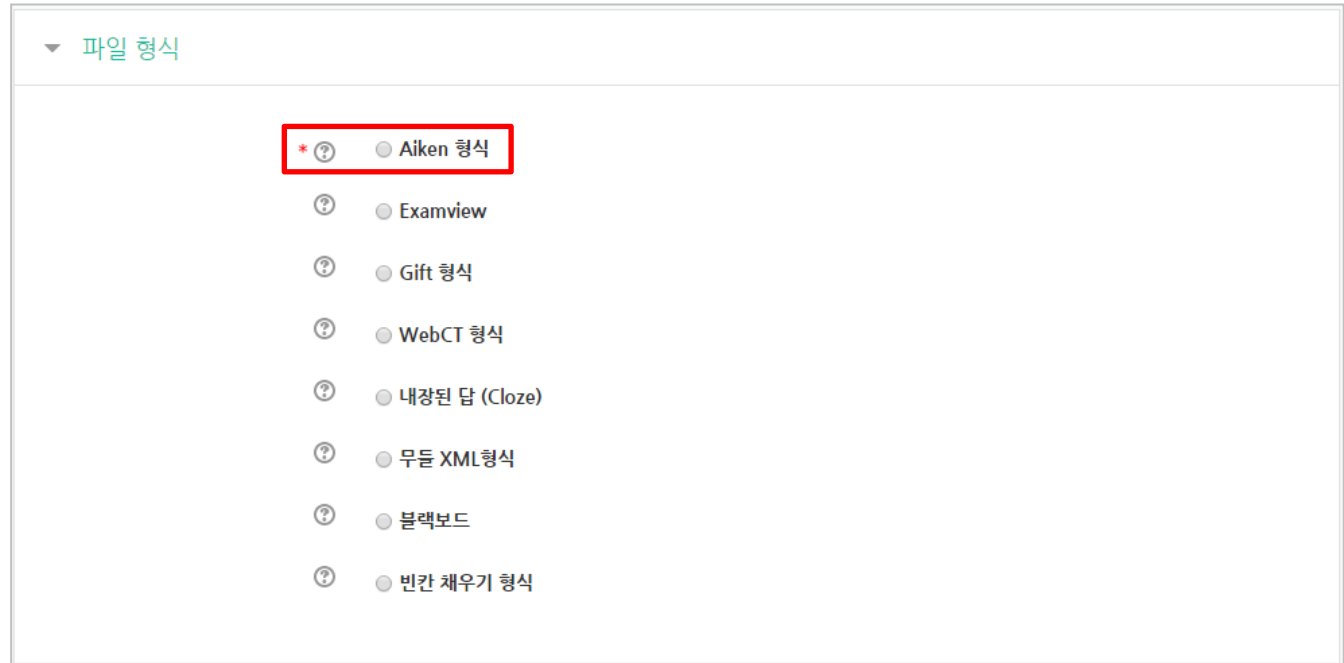 파일 형식
* Aiken 형식
Examview
Gift 형식
WebCT 형식
내장된 답 (Cloze)
무들 XML형식
블랙보드
빈칸 채우기 형식